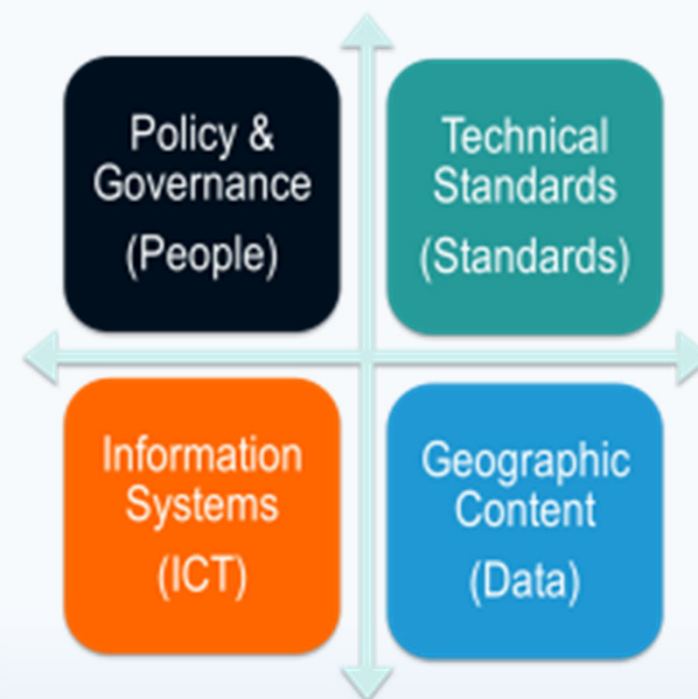 Policy &
Governance
(People)
Technical
Standards
(Standards)
Information
Systems
(ICT)
Geographic
Content
(Data)